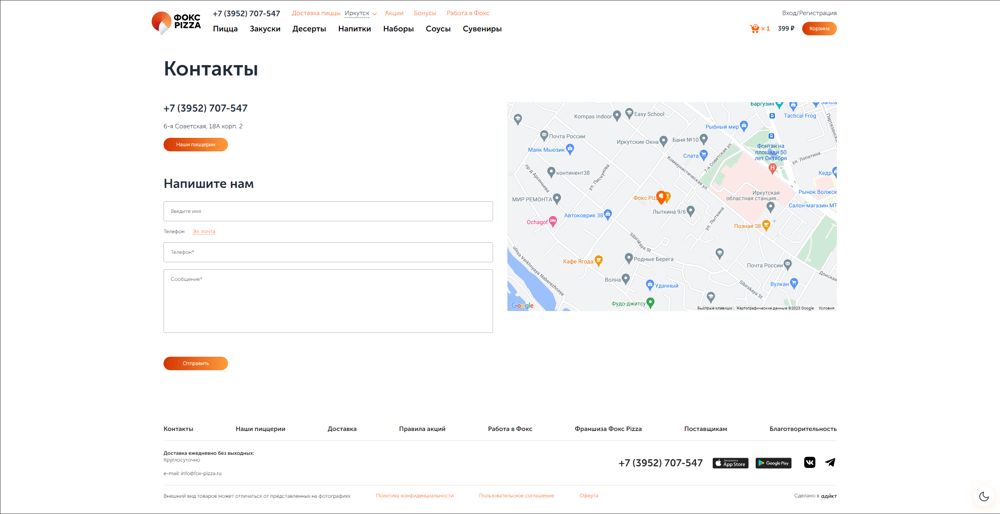 ФОКС
PIZZA
+7 (3952) 707-547
Доставка пиццы Иркутск
Акции
Бонусы
Работа в Фокс
Вход/Регистрация
Пицца
Закуски
Десерты
Напитки
Наборы
Соусы
Сувениры
× 1
399 ₽
Корзина
Контакты
+7 (3952) 707-547
6-я Советская, 18А корп. 2
Наши пиццерии
Напишите нам
Введите имя
Телефон
Эл. почта
Телефон*
Сообщение*
Отправить
Баргузин
Tactical Frog
Партизанская
Kompas indoor
Easy School
Рыбный мир
Почта России
Иркутские Окна
Баня №10
Маяк Мьюзик
Слата
7-я Советская ул.
Фонтан на
площади 50
лет Октября
ул. Лопатина
Коммунистическая ул.
H
Кедр
пр-д Арсеньева
континент38
ул. Пискунова
Иркутская
областная станция...
Рынок Волжск
МИР РЕМОНТА
Фокс Pizza
Салон-магазин МТ
Лыткина 9/6
Автоковрик 38
ул. Лыткина
Ochagof
Позная 38
Sibirskaya St
ulitsa Verkhnyaya Naberezhnaya
Кафе Ягода
Родные Берега
Почта России
Донская
Волна
Удачный
Вулкан
Sibirskaya St
Фудо-джитсу
Google
Быстрые клавиши
Картографические данные ©2023 Google
Условия
Контакты
Наши пиццерии
Доставка
Правила акций
Работа в Фокс
Франшиза Фокс Pizza
Поставщикам
Благотворительность
Доставка ежедневно без выходных:
Круглосуточно
e-mail: info@fox-pizza.ru
+7 (3952) 707-547
Загрузите в
App Store
Google Play
Внешний вид товаров может отличаться от представленных на фотографиях
Политика конфиденциальности
Пользовательское соглашение
Оферта
Сделано в адикт